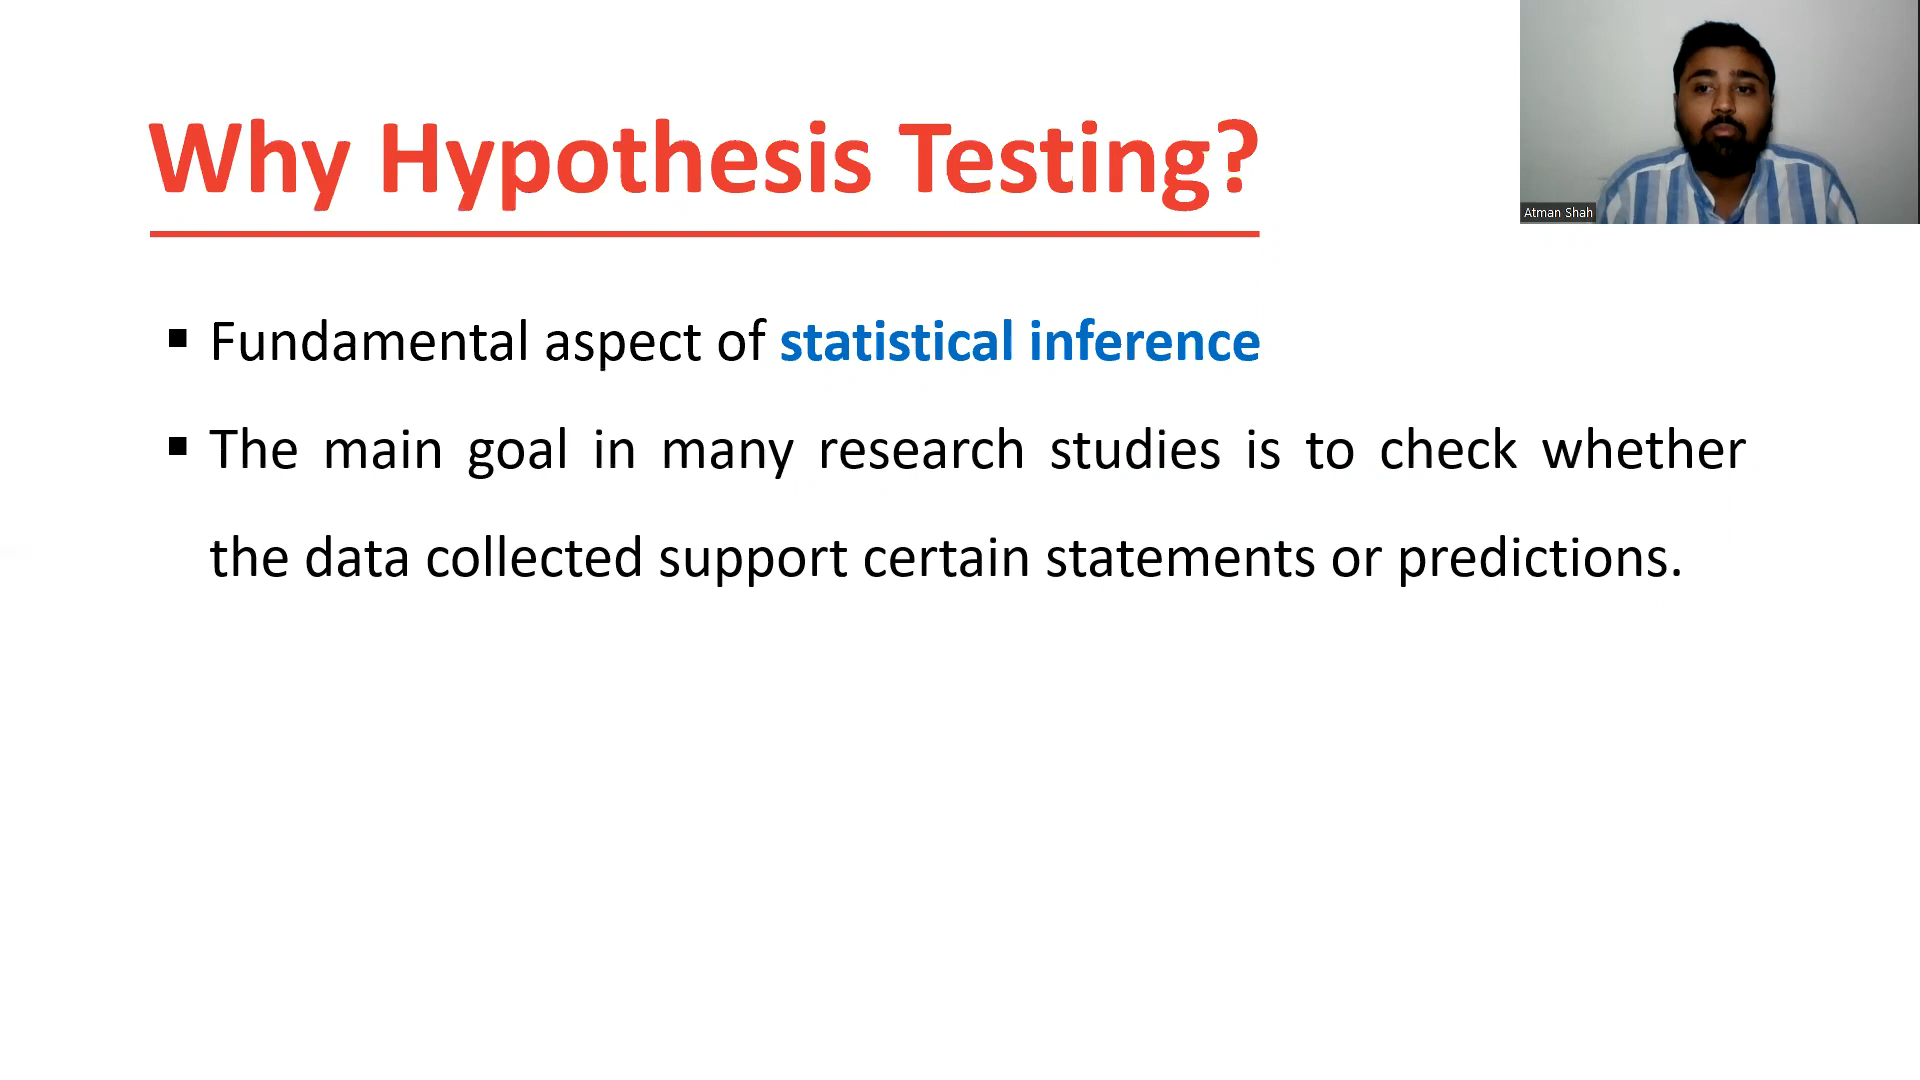 Why Hypothesis Testing?
Atman Shah
▪ Fundamental aspect of statistical inference
▪ The main goal in many research studies is to check whether
the data collected support certain statements or predictions.